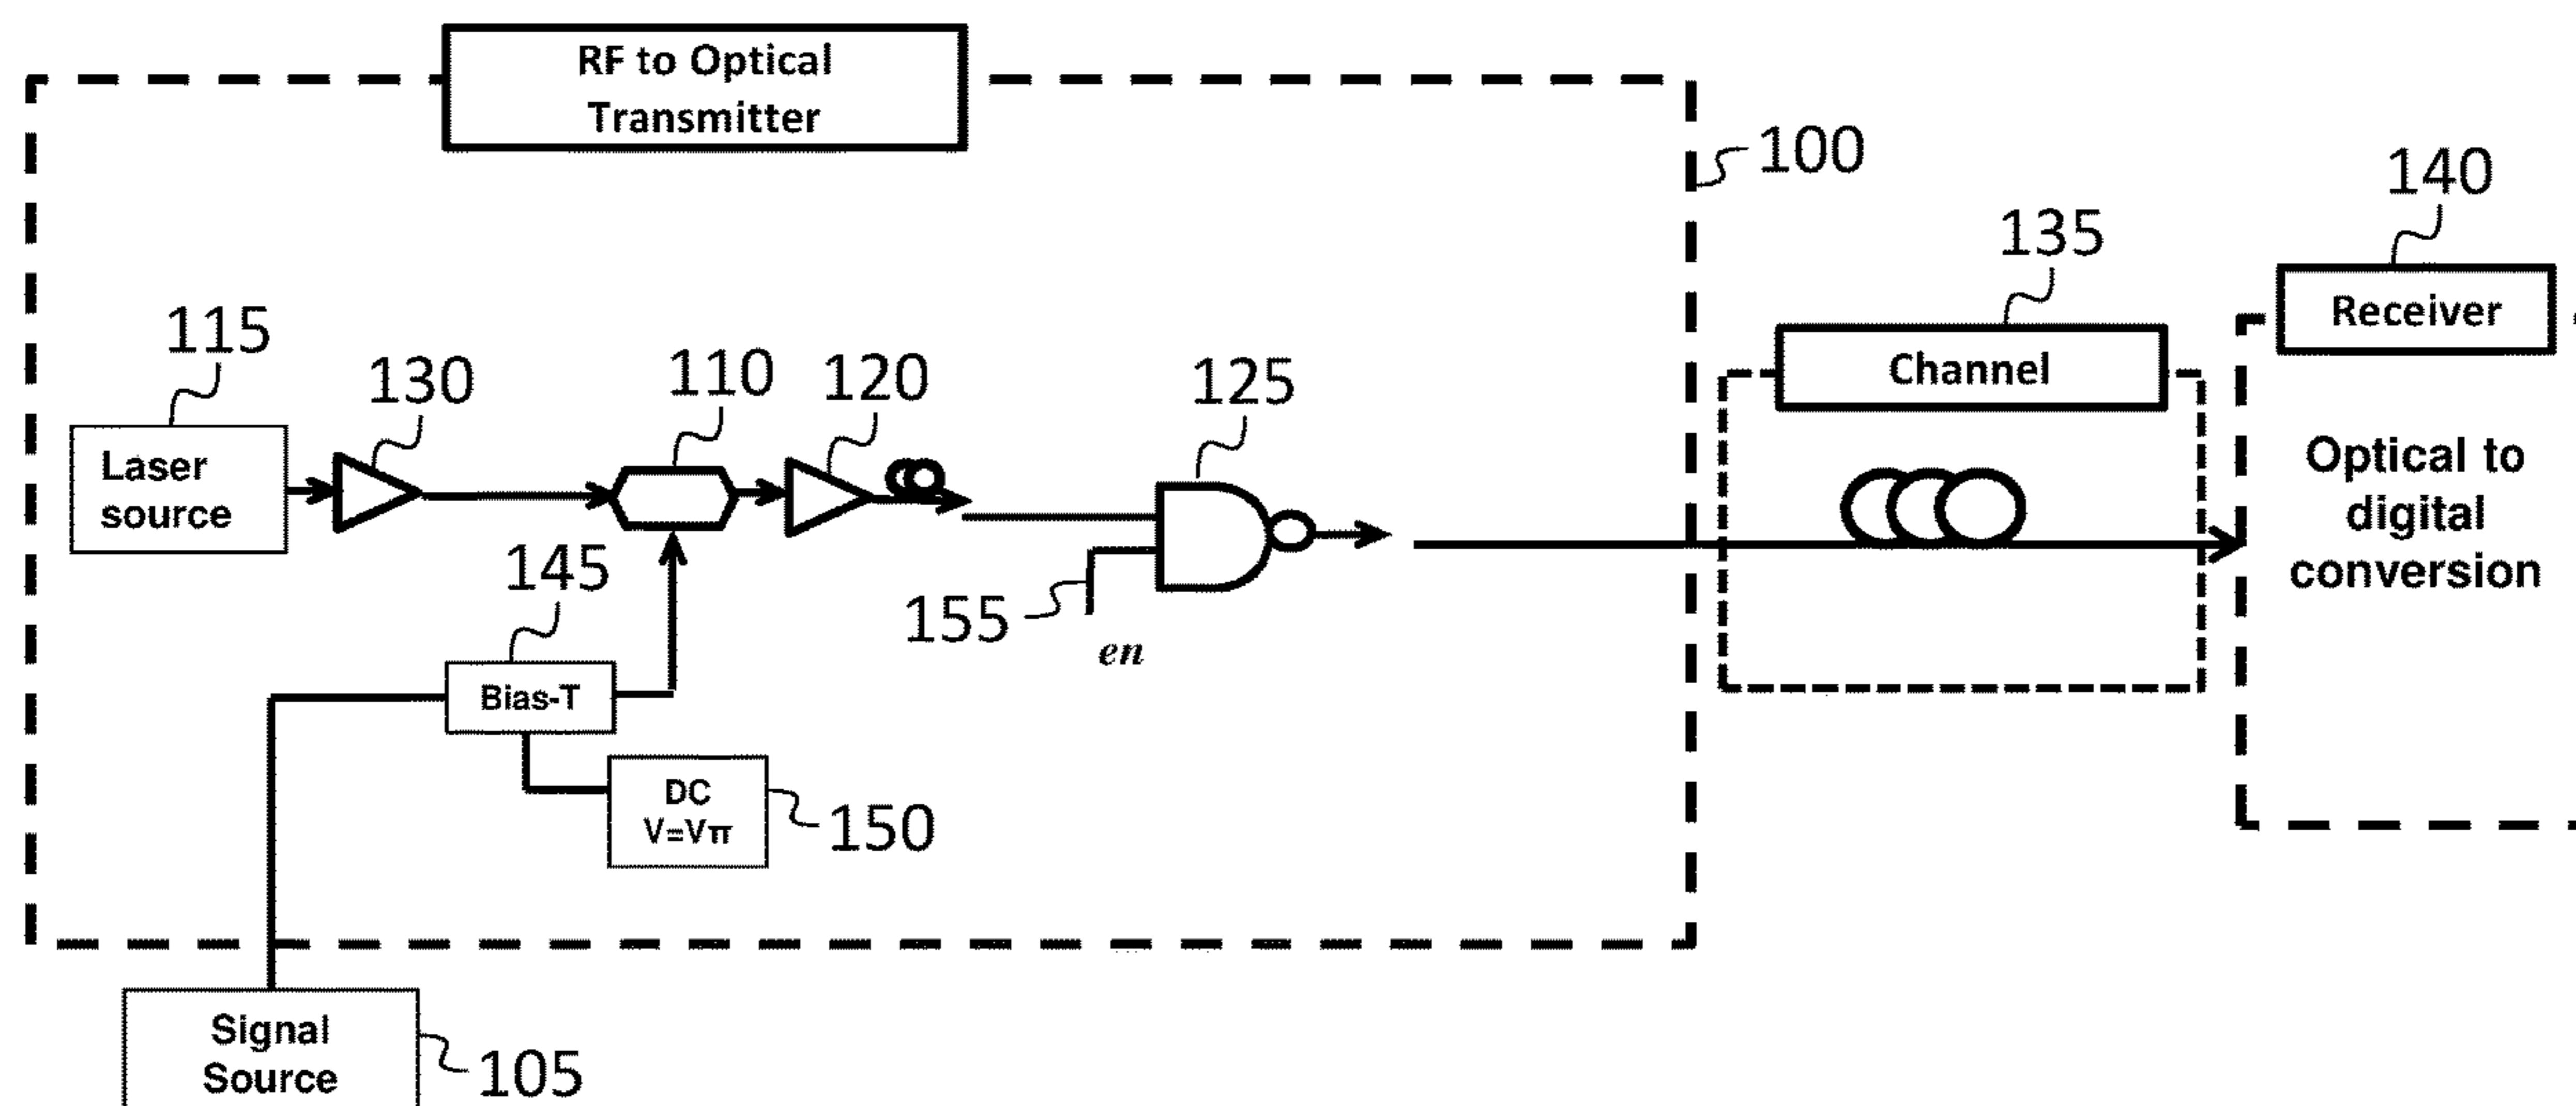 RF to Optical
Transmitter
100
140
135
Receiver
Channel
115
130
110
120
125
Laser
source
Optical to
digital
conversion
145
155
en
Bias-T
DC
V=Vπ
150
Signal
Source
105